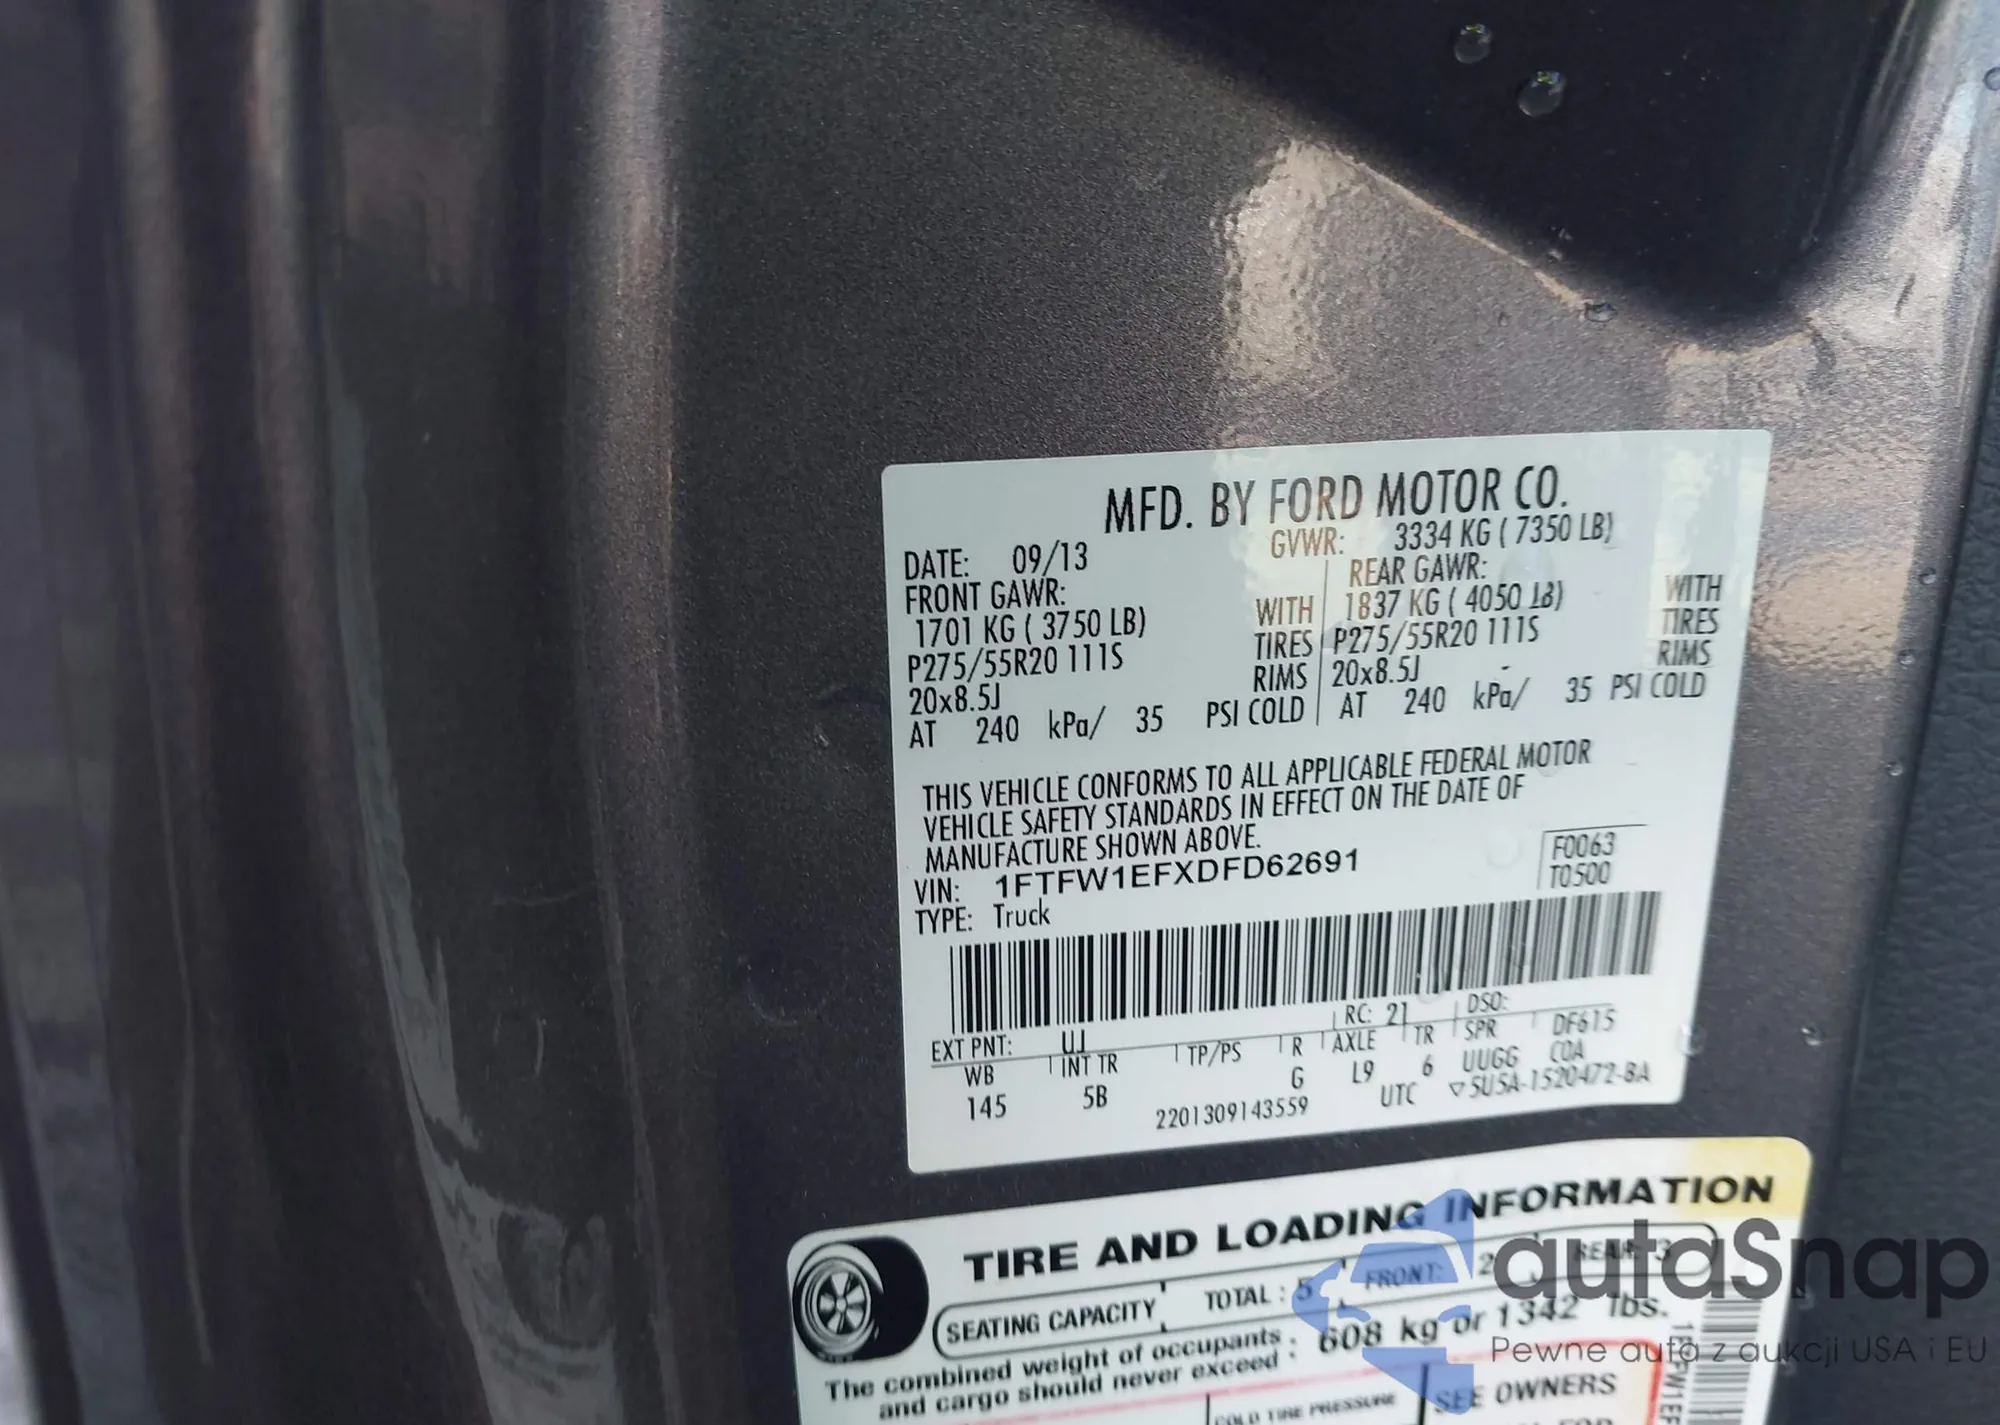 MFD. BY FORD MOTOR CO.
DATE: 09/13 GVWR: 3334 KG ( 7350 LB)
FRONT GAWR: REAR GAWR:
1701 KG ( 3750 LB) WITH 1837 KG ( 4050 LB) WITH
P275/55R20 111S TIRES P275/55R20 111S TIRES
20x8.5J RIMS 20x8.5J RIMS
AT 240 kPa/ 35 PSI COLD AT 240 kPa/ 35 PSI COLD
THIS VEHICLE CONFORMS TO ALL APPLICABLE FEDERAL MOTOR
VEHICLE SAFETY STANDARDS IN EFFECT ON THE DATE OF
MANUFACTURE SHOWN ABOVE.
F0063
VIN: 1FTFW1EFXDFD62691
T0500
TYPE: Truck
EXT PNT: UJ RC: 21 DSO:
WB INT TR TP/PS R AXLE TR SPR DF615
145 5B G L9 6 UUGG COA
2201309143559 UTC ▽5U5A-1520472-BA
TIRE AND LOADING INFORMATION
SEATING CAPACITY TOTAL : 5 FRONT: 2 REAR: 3
The combined weight of occupants : 608 kg or 1342 lbs.
and cargo should never exceed :
COLD TIRE PRESSURE SEE OWNERS
autaSnap
Pewne auta z aukcji USA i EU